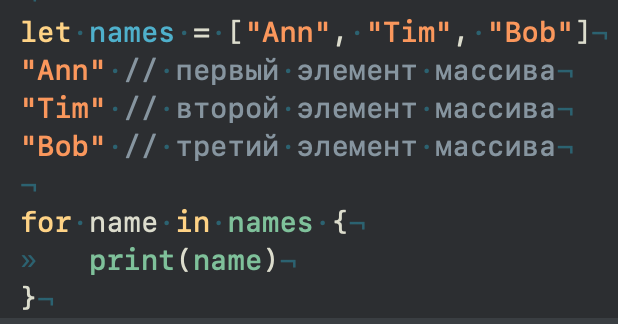 let names = ["Ann", "Tim", "Bob"]¬
"Ann" // первый элемент массива¬
"Tim" // второй элемент массива¬
"Bob" // третий элемент массива¬
¬
for name in names {¬
»   print(name)¬
}¬